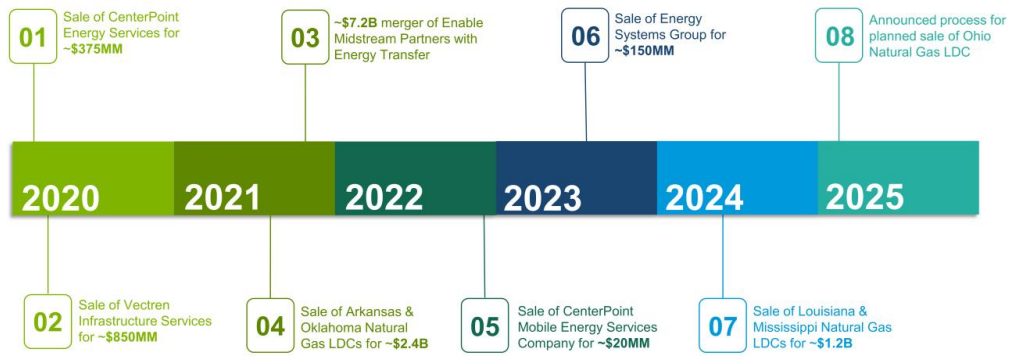 01
Sale of CenterPoint
Energy Services for
~$375MM
03
~$7.2B merger of Enable
Midstream Partners with
Energy Transfer
06
Sale of Energy
Systems Group for
~$150MM
08
Announced process for
planned sale of Ohio
Natural Gas LDC
2020
2021
2022
2023
2024
2025
02
Sale of Vectren
Infrastructure Services
for ~$850MM
04
Sale of Arkansas &
Oklahoma Natural
Gas LDCs for ~$2.4B
05
Sale of CenterPoint
Mobile Energy Services
Company for ~$20MM
07
Sale of Louisiana &
Mississippi Natural Gas
LDCs for ~$1.2B